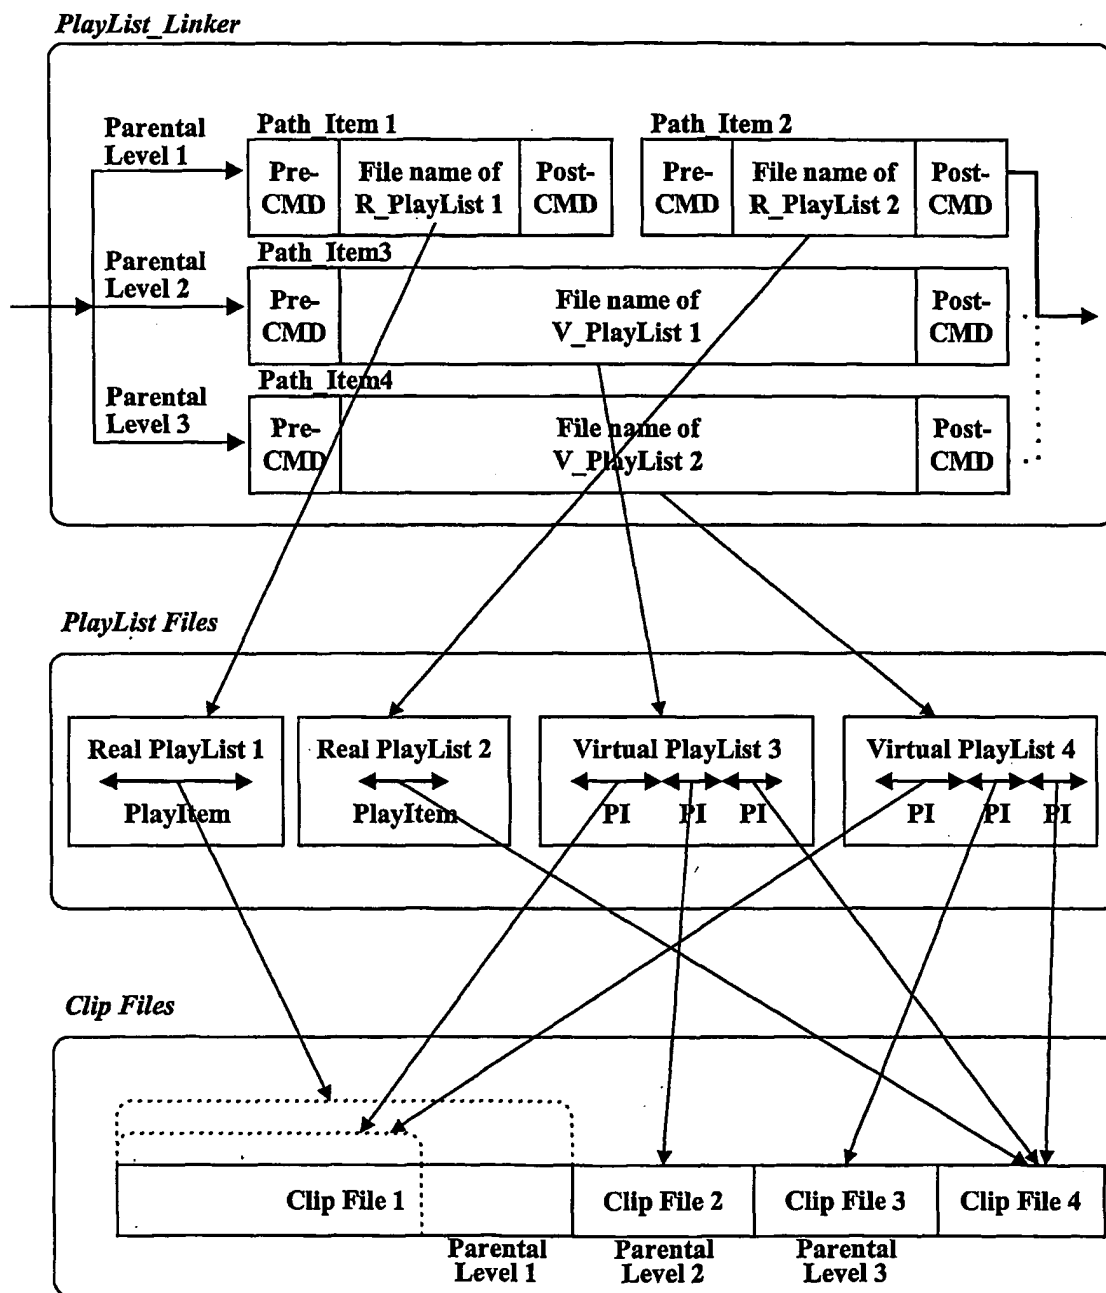 PlayList_Linker
Parental
Level 1
Path_Item 1
Pre-
CMD
File name of
R_PlayList 1
Post-
CMD
Path_Item 2
Pre-
CMD
File name of
R_PlayList 2
Post-
CMD
Parental
Level 2
Path_Item3
Pre-
CMD
File name of
V_PlayList 1
Post-
CMD
Parental
Level 3
Path_Item4
Pre-
CMD
File name of
V_PlayList 2
Post-
CMD
PlayList Files
Real PlayList 1
PlayItem
Real PlayList 2
PlayItem
Virtual PlayList 3
PI PI PI
Virtual PlayList 4
PI PI PI
Clip Files
Clip File 1
Clip File 2
Clip File 3
Clip File 4
Parental
Level 1
Parental
Level 2
Parental
Level 3